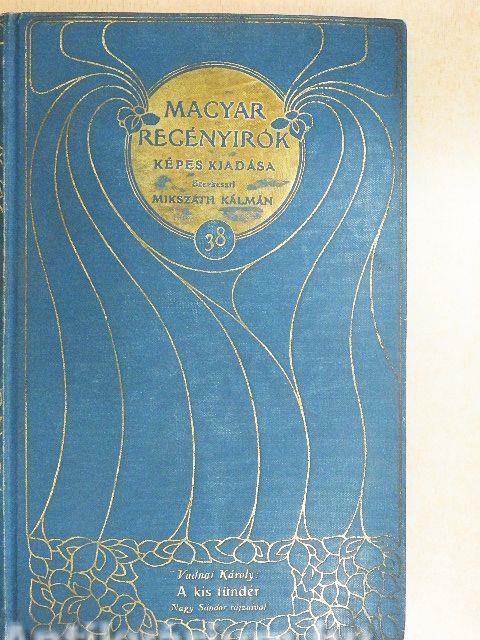 MAGYAR
REGÉNYIRÓK
KÉPES KIADÁSA
Szerkeszti
MIKSZÁTH KÁLMÁN
38
Vadnai Károly:
A kis tündér
Nagy Sándor rajzaival